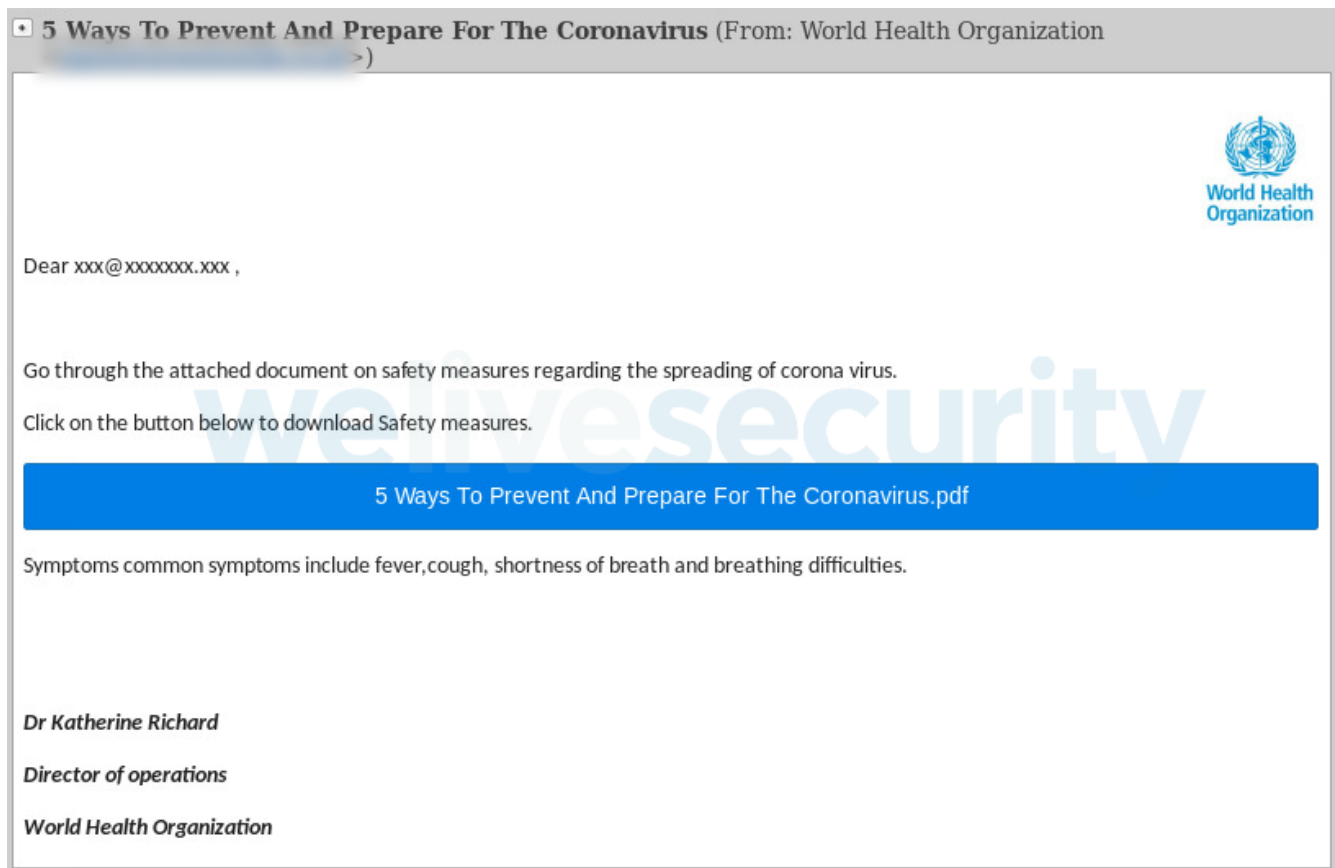 5 Ways To Prevent And Prepare For The Coronavirus (From: World Health Organization
>)
World Health
Organization
Dear xxx@xxxxxxx.xxx ,
Go through the attached document on safety measures regarding the spreading of corona virus.
welivesecurity
Click on the button below to download Safety measures.
5 Ways To Prevent And Prepare For The Coronavirus.pdf
Symptoms common symptoms include fever,cough, shortness of breath and breathing difficulties.
Dr Katherine Richard
Director of operations
World Health Organization